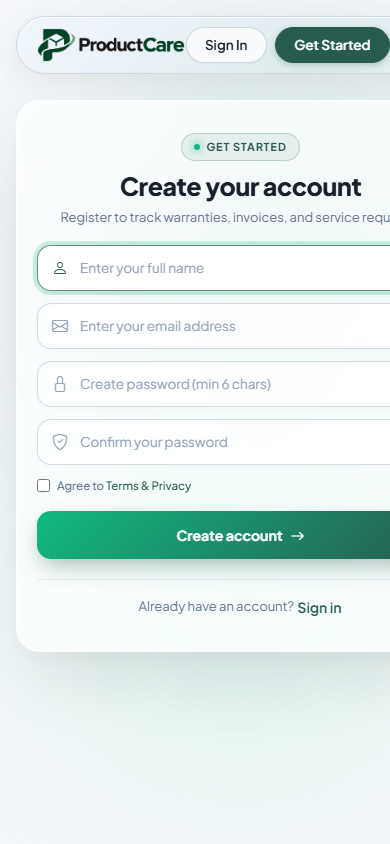 ProductCare Sign In Get Started
GET STARTED
Create your account
Register to track warranties, invoices, and service requ
Enter your full name
Enter your email address
Create password (min 6 chars)
Confirm your password
Agree to Terms & Privacy
Create account →
Already have an account? Sign in